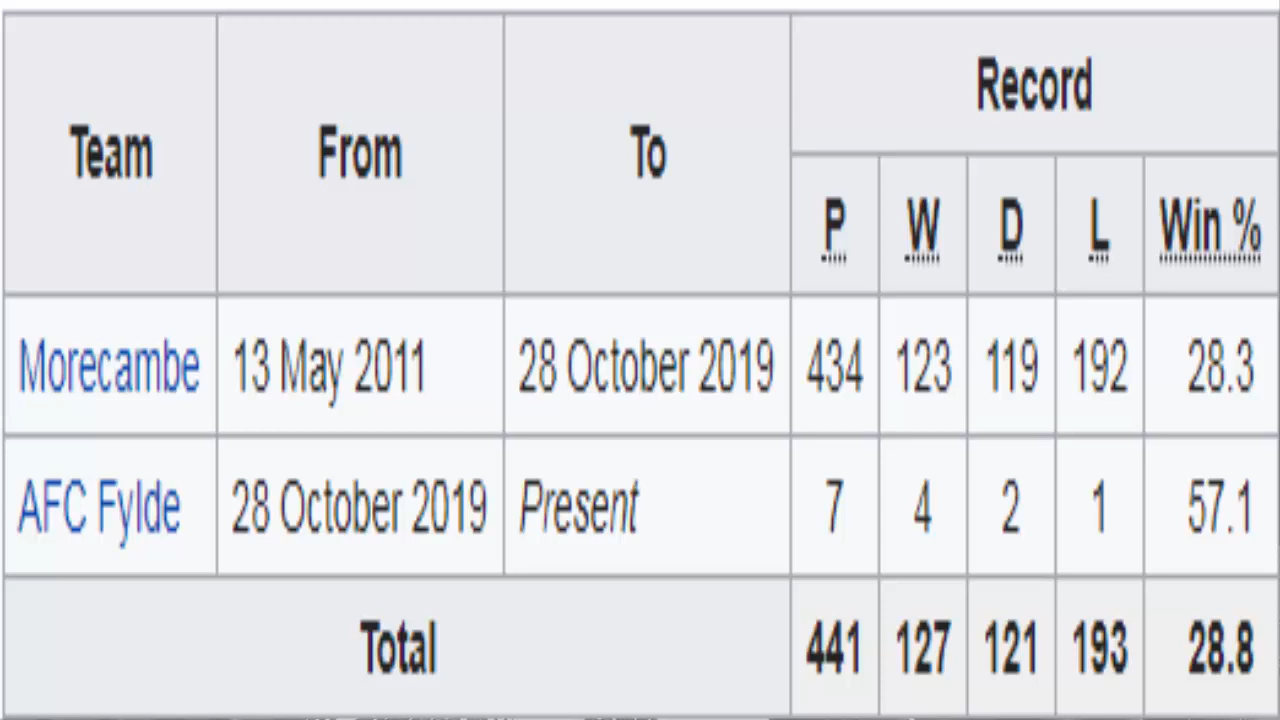 Team From To Record
P W D L Win %
Morecambe 13 May 2011 28 October 2019 434 123 119 192 28.3
AFC Fylde 28 October 2019 Present 7 4 2 1 57.1
Total 441 127 121 193 28.8